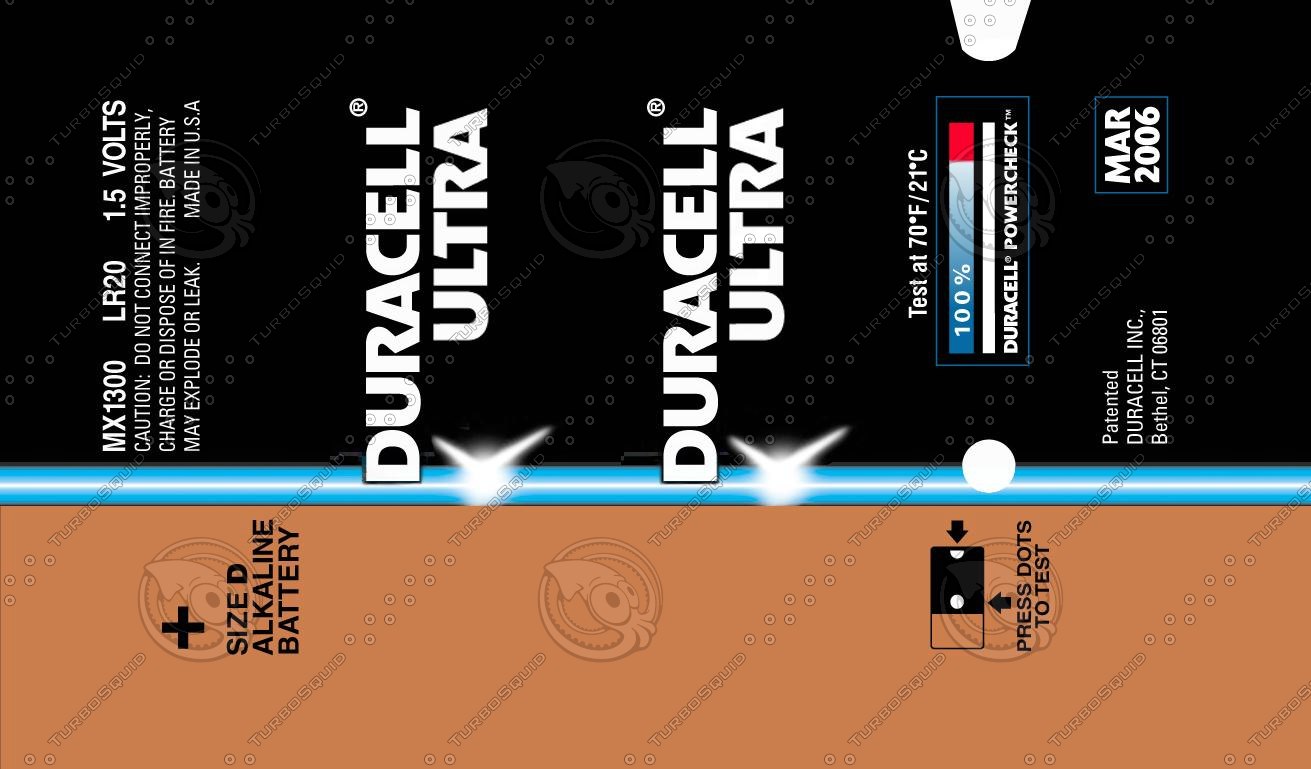 MX1300 LR20 1.5 VOLTS
CAUTION: DO NOT CONNECT IMPROPERLY,
CHARGE OR DISPOSE OF IN FIRE. BATTERY
MAY EXPLODE OR LEAK. MADE IN U.S.A
DURACELL®
ULTRA
DURACELL®
ULTRA
Test at 70°F/21°C
100%
DURACELL® POWERCHECK™
MAR
2006
Patented
DURACELL INC.,
Bethel, CT 06801
+
SIZE D
ALKALINE
BATTERY
PRESS DOTS
TO TEST
TURBOSQUID